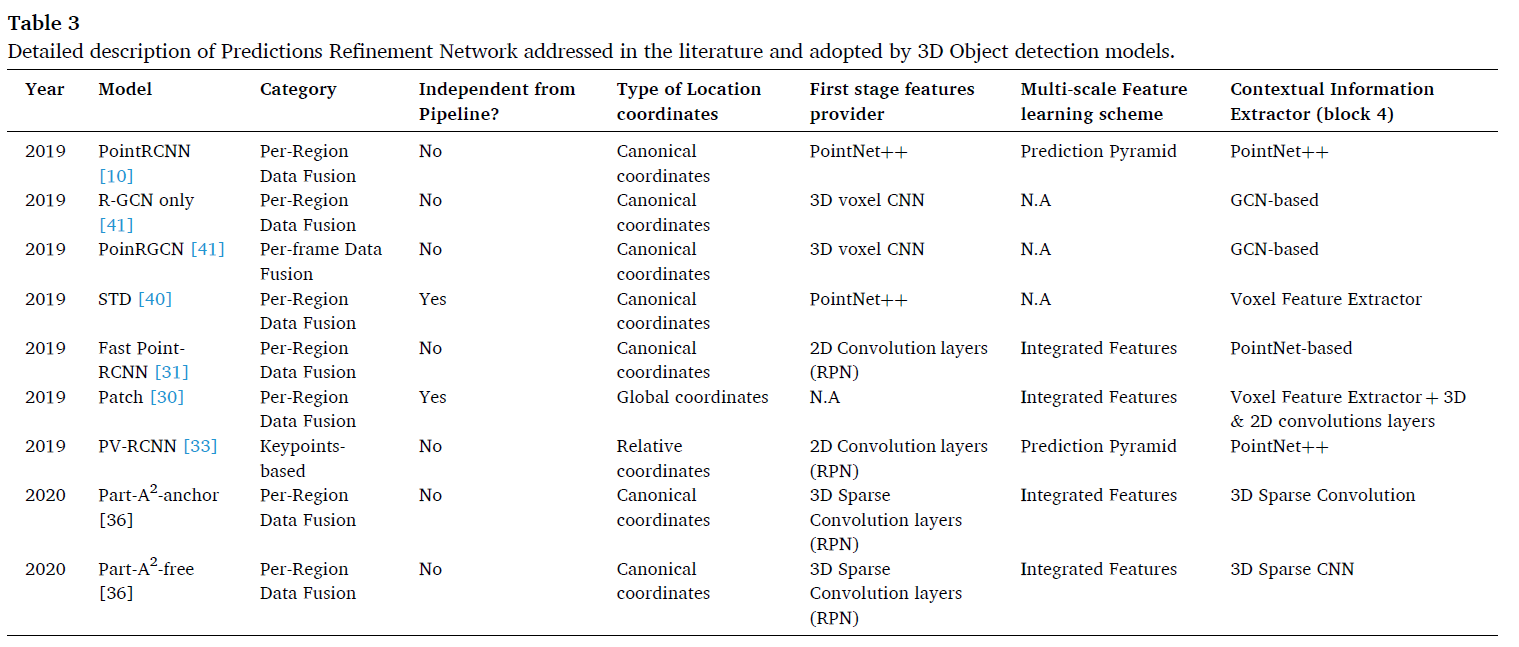 Table 3
Detailed description of Predictions Refinement Network addressed in the literature and adopted by 3D Object detection models.
Year Model Category Independent from Type of Location First stage features Multi-scale Feature Contextual Information
Pipeline? coordinates provider learning scheme Extractor (block 4)
2019 PointRCNN Per-Region No Canonical PointNet++ Prediction Pyramid PointNet++
[10] Data Fusion coordinates
2019 R-GCN only Per-Region No Canonical 3D voxel CNN N.A GCN-based
[41] Data Fusion coordinates
2019 PoinRGCN [41] Per-frame Data No Canonical 3D voxel CNN N.A GCN-based
Fusion coordinates
2019 STD [40] Per-Region Yes Canonical PointNet++ N.A Voxel Feature Extractor
Data Fusion coordinates
2019 Fast Point- Per-Region No Canonical 2D Convolution layers Integrated Features PointNet-based
RCNN [31] Data Fusion coordinates (RPN)
2019 Patch [30] Per-Region Yes Global coordinates N.A Integrated Features Voxel Feature Extractor + 3D
Data Fusion & 2D convolutions layers
2019 PV-RCNN [33] Keypoints- No Relative 2D Convolution layers Prediction Pyramid PointNet++
based coordinates (RPN)
2020 Part-A²-anchor Per-Region No Canonical 3D Sparse Integrated Features 3D Sparse Convolution
[36] Data Fusion coordinates Convolution layers
(RPN)
2020 Part-A²-free Per-Region No Canonical 3D Sparse Integrated Features 3D Sparse CNN
[36] Data Fusion coordinates Convolution layers
(RPN)